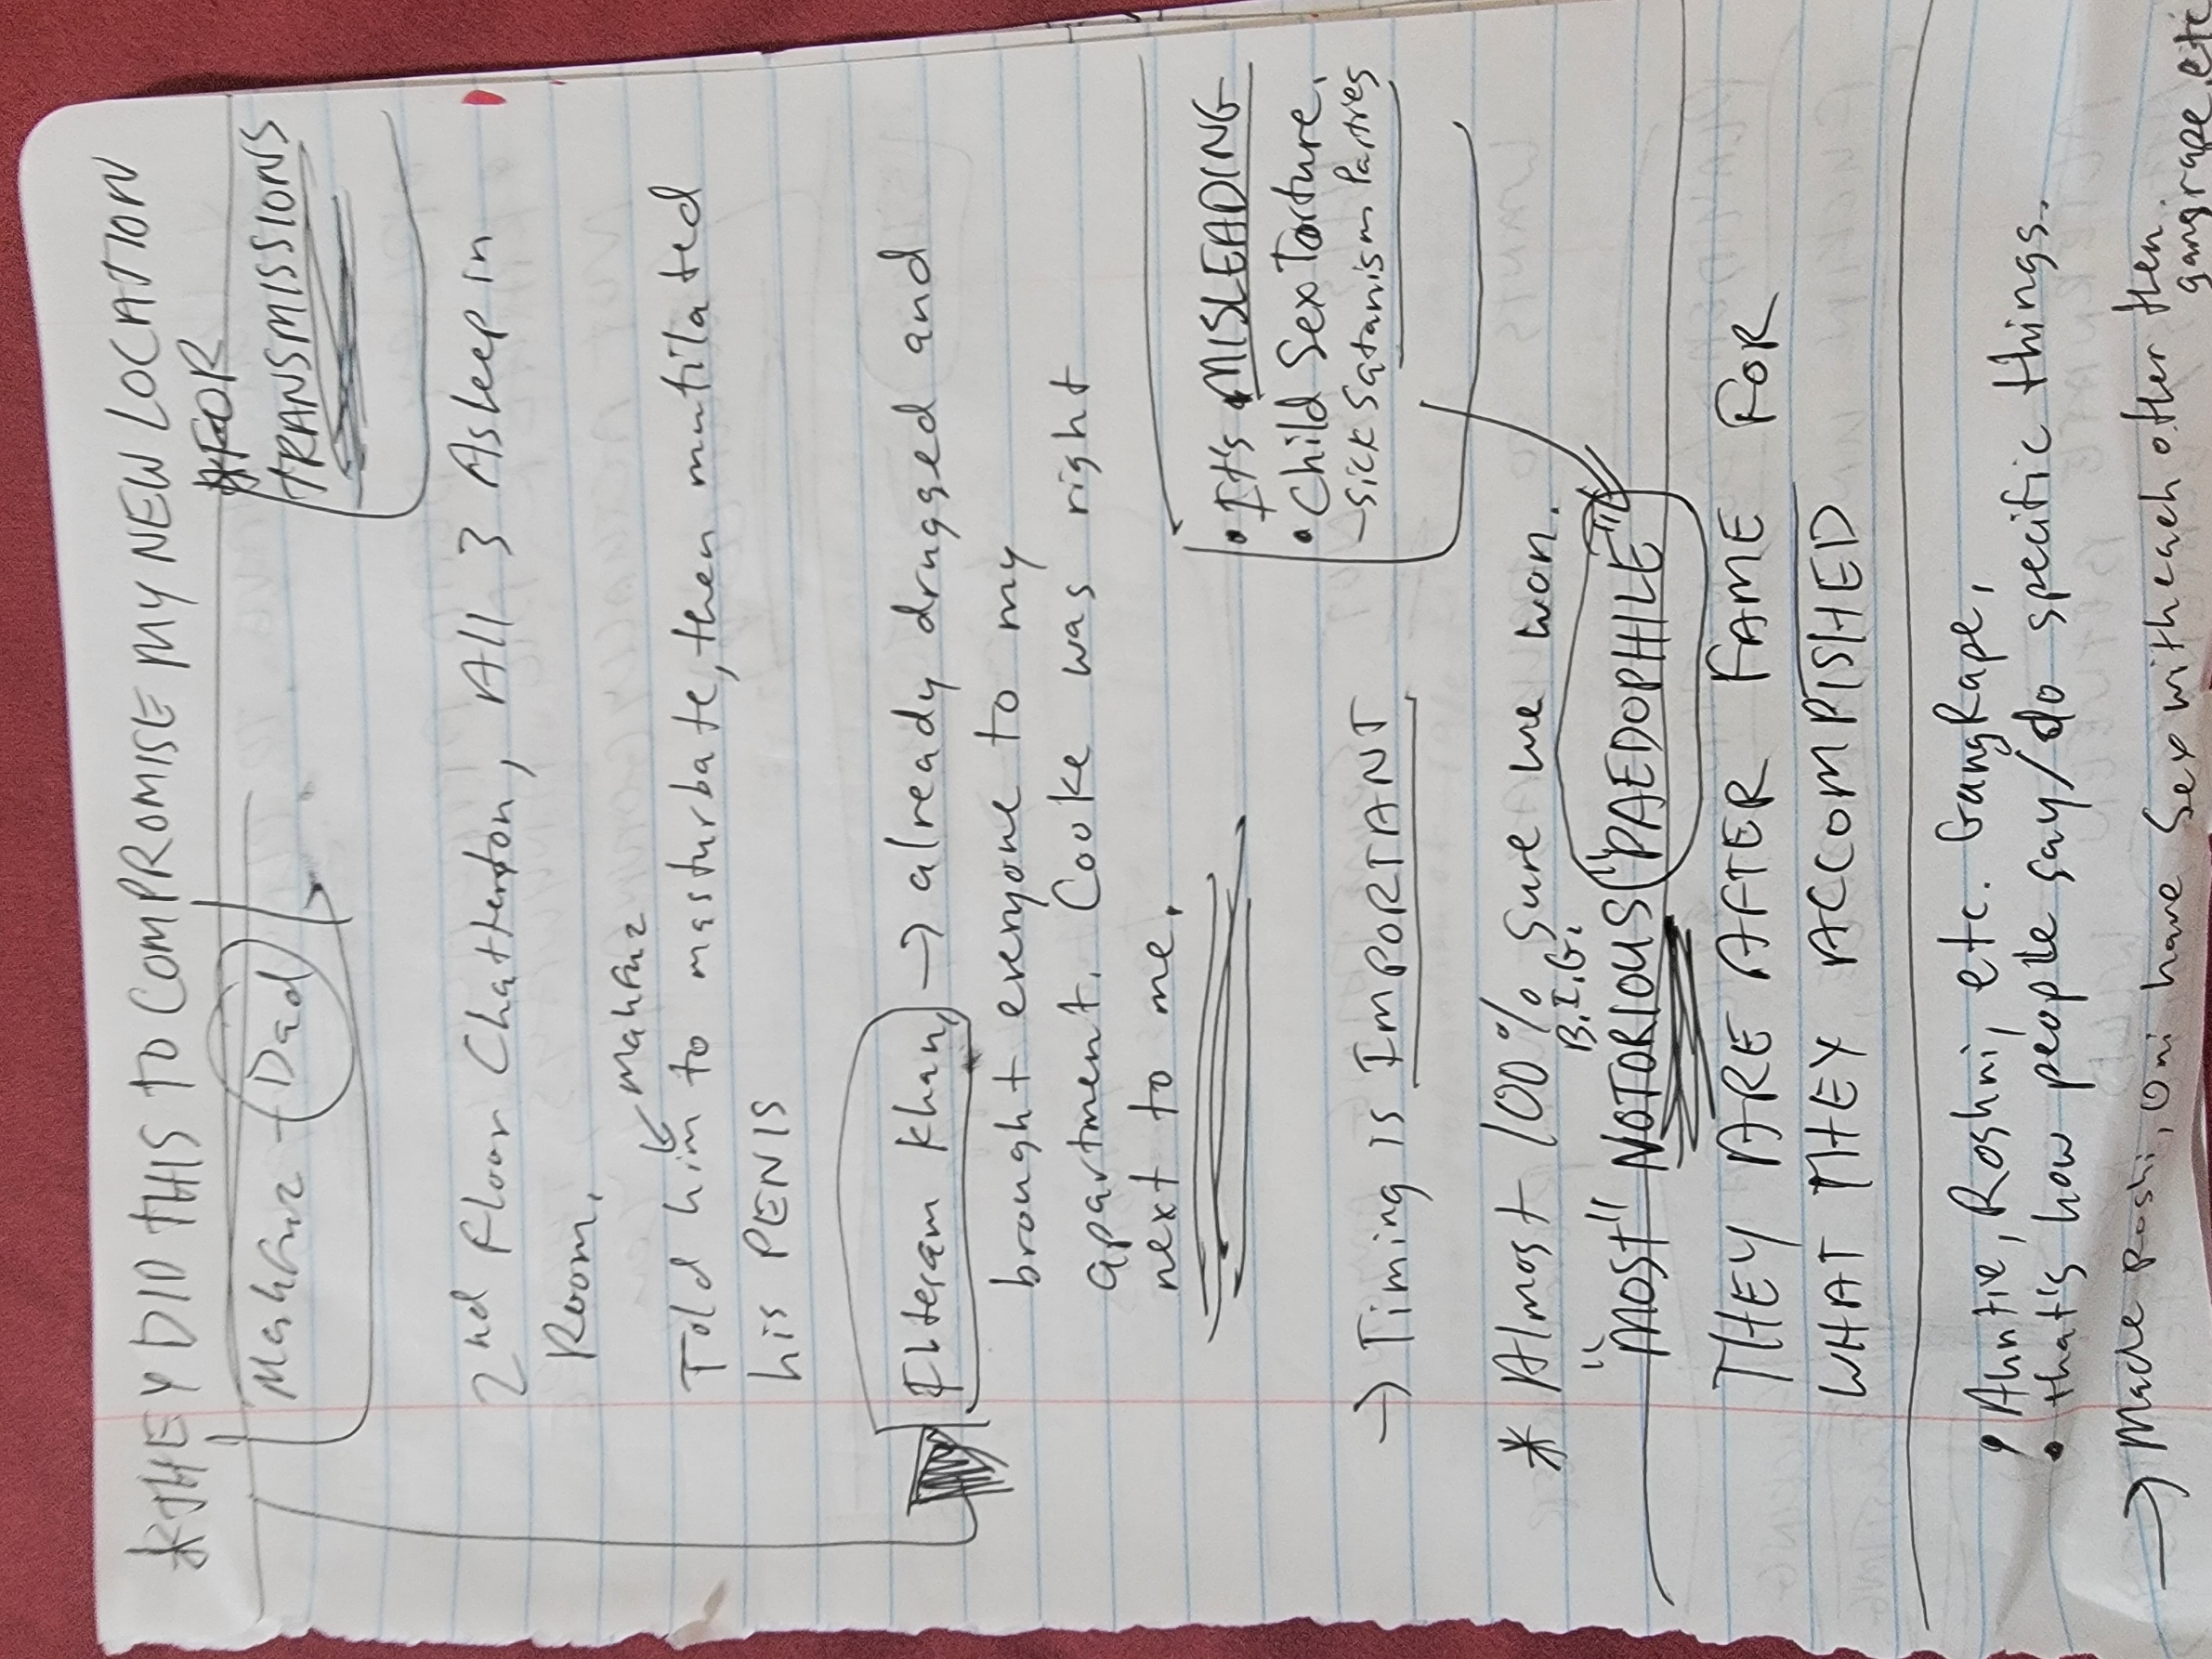 *THEY DID THIS TO COMPROMISE MY NEW LOCATION
*FOR
TRANSMISSIONS
Mahfuz - Dad
2nd Floor Chatterton, All 3 Asleep in
Room.
Mahfuz
Told him to masturbate, then mutilated
his PENIS
Ehtesam Khan, → already drugged and
brought everyone to my
apartment. Cooke was right
next to me.
• It's MISLEADING
• Child Sex Torture.
- Sick Satanism Parties
→ Timing is IMPORTANT
* Almost 100% sure we won.
B.I.G.
"MOST" NOTORIOUS "PAEDOPHILE"
THEY ARE AFTER FAME FOR
WHAT THEY ACCOMPISHED
• Auntie, Roshni, etc. GangRape,
• that's how people say/do specific things.
→ Made Roshi, Oni have Sex with each other then
gangrape, etc